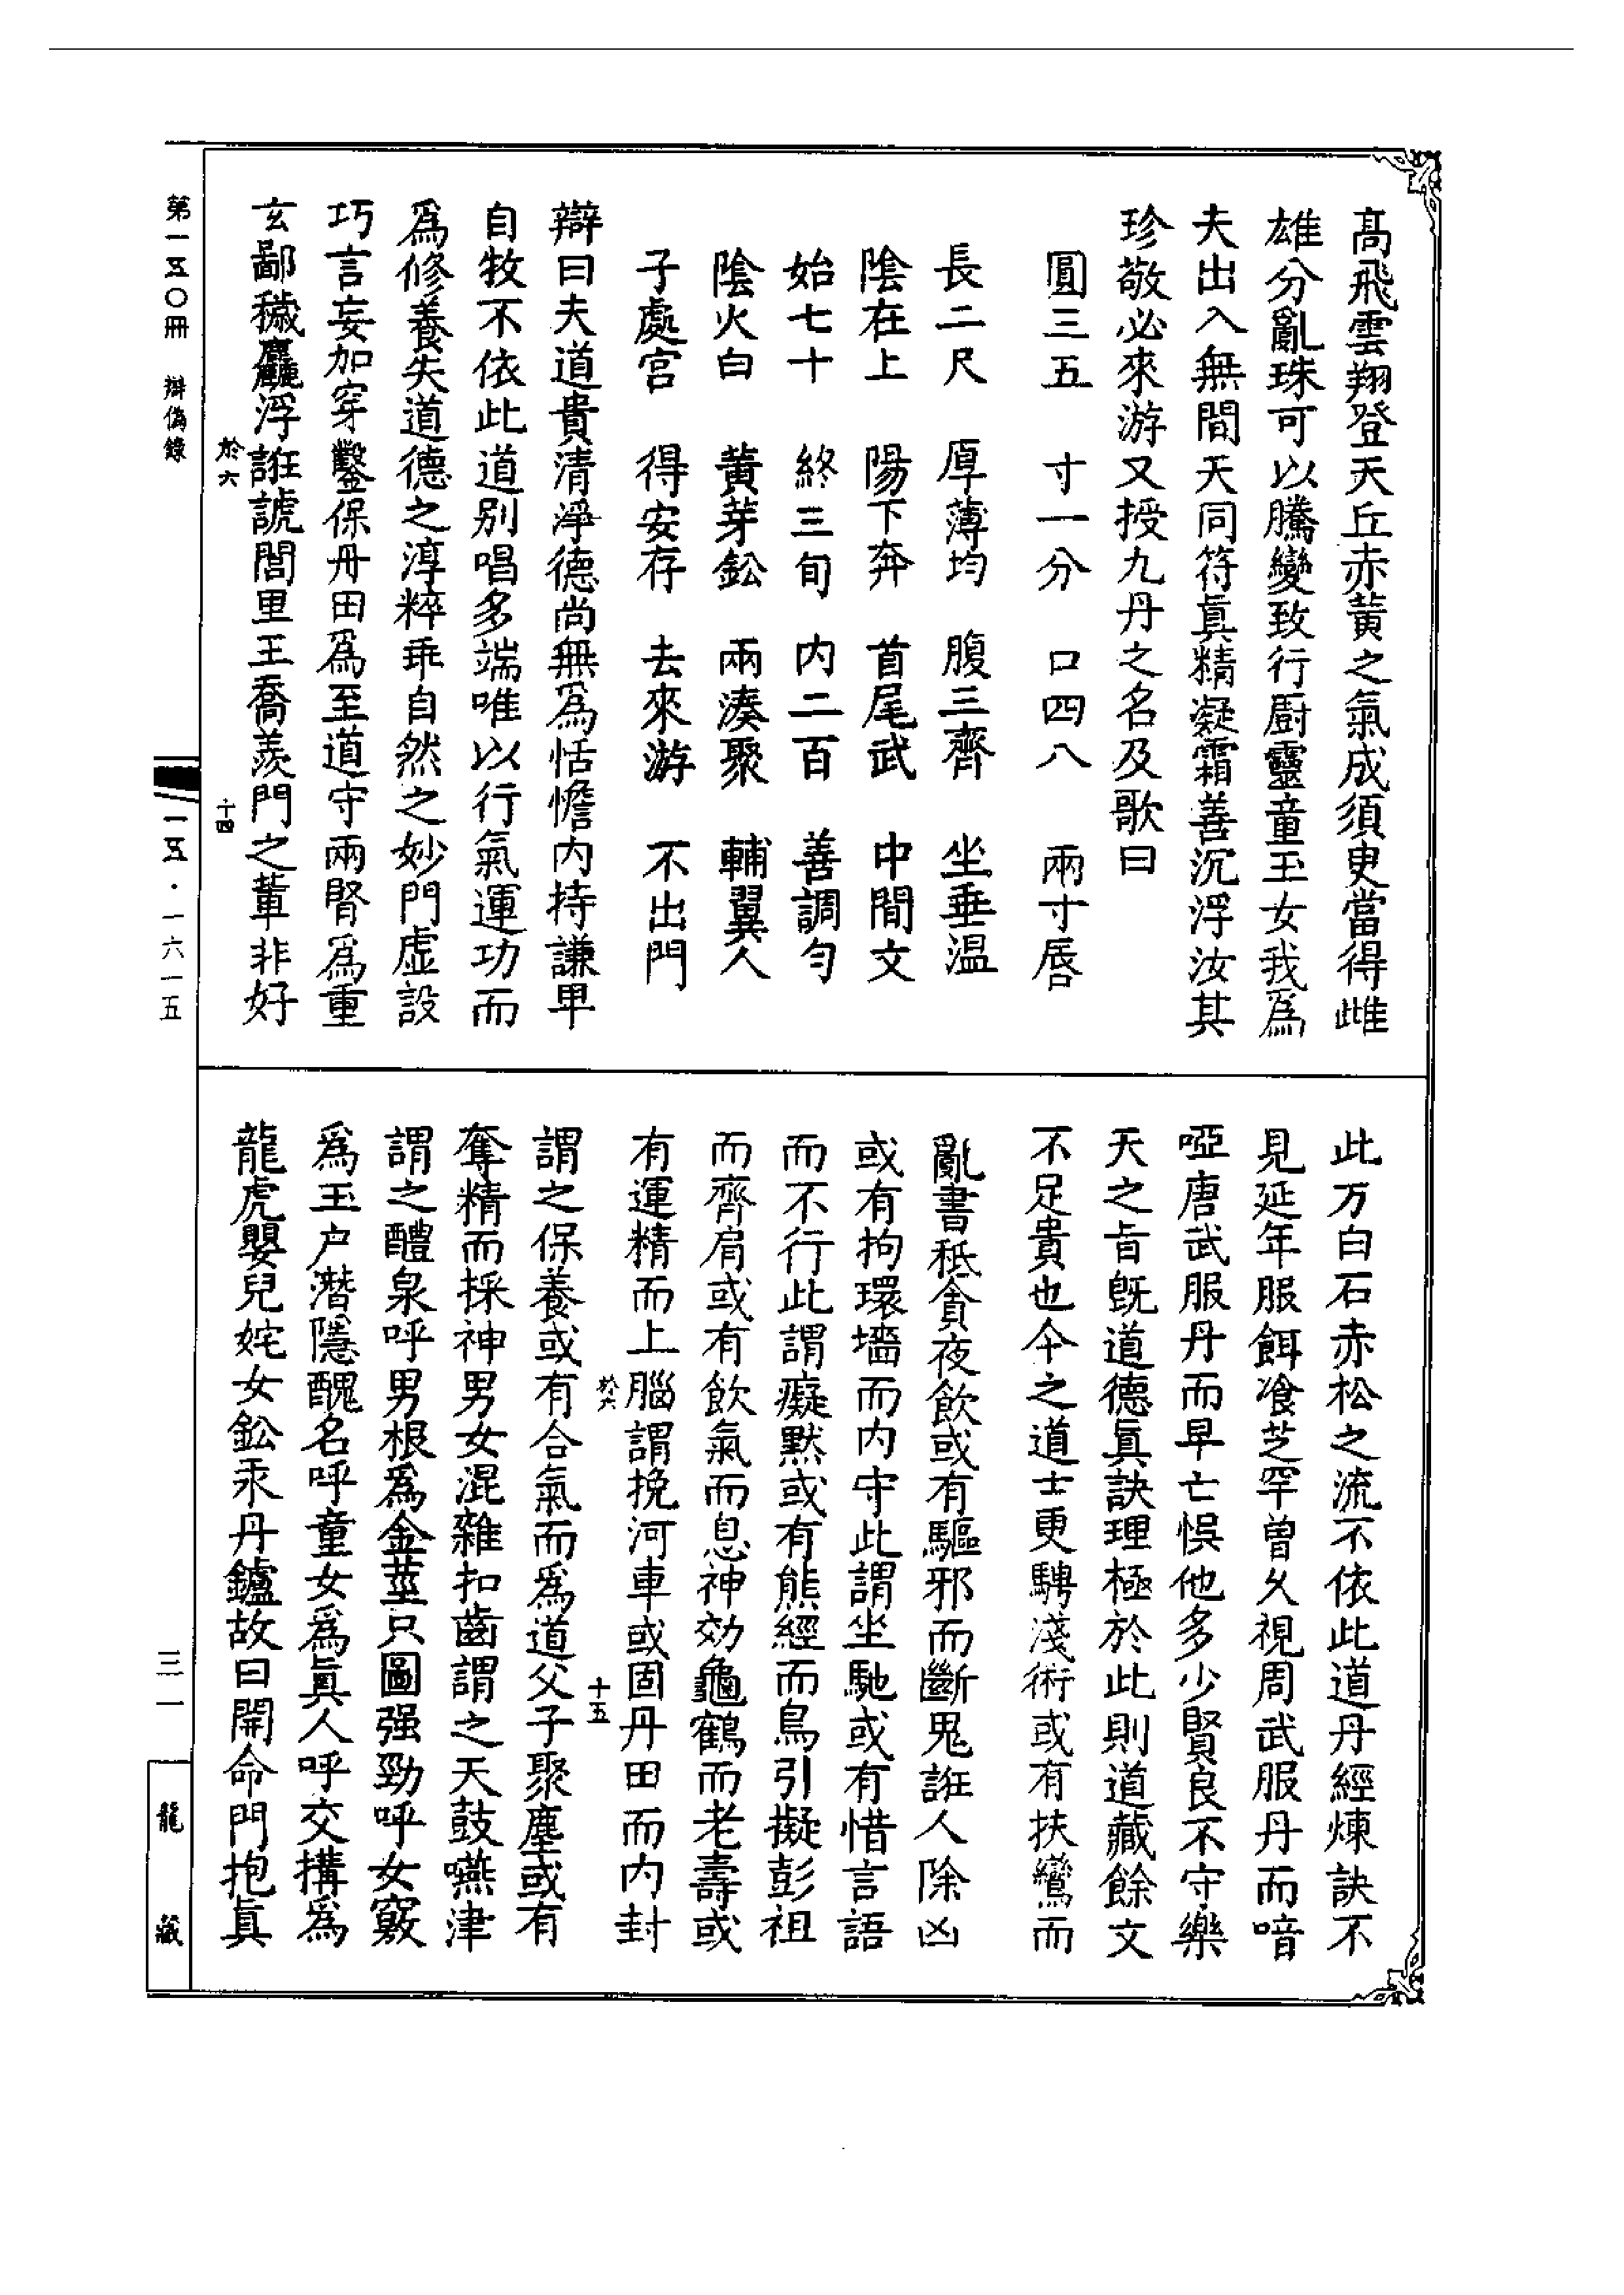 高飛雲翔登天丘赤黃之氣成須臾當得雌
雄分亂珠可以騰變致行廚靈童玉女我爲
夫出入無間天同符真精凝霜善沉浮汝其
珍敬必來游又授九丹之名及歌曰
圓三五　寸一分　口四八　兩寸唇
長二尺　厚薄均　腹三齊　坐垂溫
陰在上　陽下奔　首尾武　中間文
始七十　終三旬　内二百　善調勻
陰火白　黃芽鈆　兩湊聚　輔翼人
子處宫　得安存　去來游　不出門
辯曰夫道貴清淨德尚無爲恬憺内持謙早
自牧不依此道別唱多端唯以行氣運功而
爲修養失道德之淳粹乖自然之妙門虛設
巧言妄加穿鑿保丹田爲至道守兩腎爲重
玄鄙穢麤浮誑諕閭里王喬羨門之輩非好
於六
十四
此万白石赤松之流不依此道丹經煉訣不
見延年服餌飡芝罕曾久視周武服丹而喑
啞唐武服丹而早亡悞他多少賢良不守樂
天之旨旣道德真訣理極於此則道藏餘文
不足貴也今之道士更騁淺術或有扶鸞而
亂書秖貪夜飲或有驅邪而斷鬼誑人除凶
或有拘環墻而内守此謂坐馳或有惜言語
而不行此謂癡默或有熊經而鳥引擬彭祖
而齊肩或有飲氣而息神効龜鶴而老壽或
有運精而上腦謂挽河車或固丹田而内封
於六
十五
謂之保養或有合氣而爲道父子聚麀或有
奪精而採神男女混雜扣齒謂之天鼓嚥津
謂之醴泉呼男根爲金莖只圖强勁呼女竅
爲玉户潛隱醜名呼童女爲真人呼交搆爲
龍虎嬰兒姹女鈆汞丹鑪故曰開命門抱真
第一五〇冊　辯偽錄
一五・一六一五
三一
龍藏